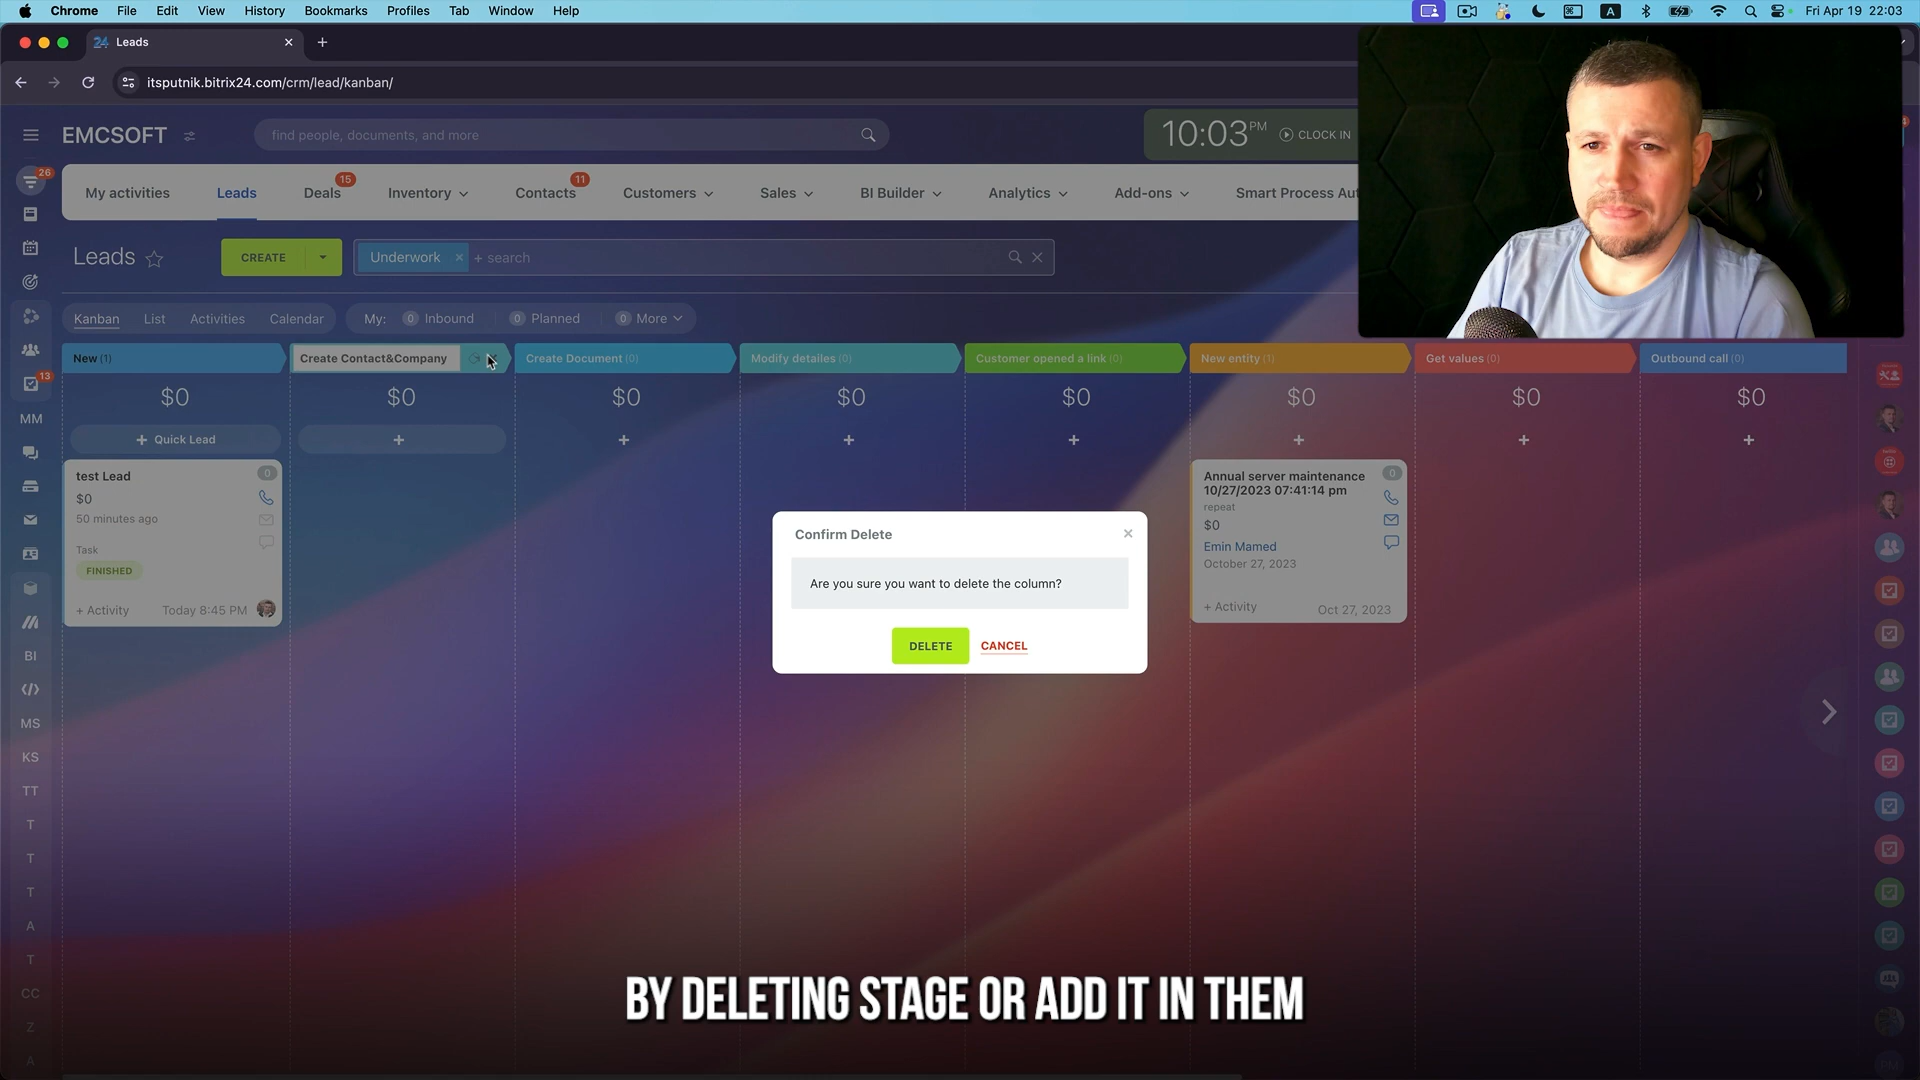 Chrome File Edit View History Bookmarks Profiles Tab Window Help
A
Fri Apr 19 22:03
24 Leads
itsputnik.bitrix24.com/crm/lead/kanban/
EMCSOFT
find people, documents, and more
10:03 PM
CLOCK IN
26
My activities
Leads
Deals 15
Inventory
Contacts 11
Customers
Sales
BI Builder
Analytics
Add-ons
Smart Process Aut
Leads
CREATE
Underwork
+ search
Kanban List Activities Calendar
My: 0 Inbound 0 Planned 0 More
New (1)
Create Contact&Company
Create Document (0)
Modify detailes (0)
Customer opened a link (0)
New entity (1)
Get values (0)
Outbound call (0)
$0 $0 $0 $0 $0 $0 $0 $0
+ Quick Lead
+ + + + + + +
test Lead
0
$0
50 minutes ago
Task
FINISHED
+ Activity Today 8:45 PM
Annual server maintenance
10/27/2023 07:41:14 pm
0
repeat
$0
Emin Mamed
October 27, 2023
+ Activity Oct 27, 2023
Confirm Delete
Are you sure you want to delete the column?
DELETE CANCEL
13
MM
BI
MS
KS
TT
T
T
T
A
T
CC
Z
A
BY DELETING STAGE OR ADD IT IN THEM